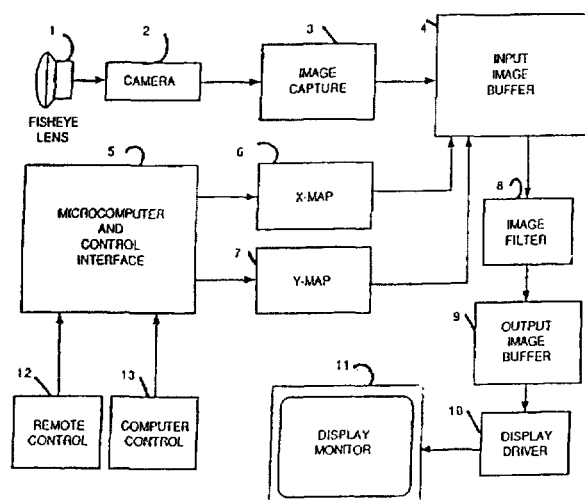 1
2
3
4
FISHEYE
LENS
CAMERA
IMAGE
CAPTURE
INPUT
IMAGE
BUFFER
5
6
7
8
MICROCOMPUTER
AND
CONTROL
INTERFACE
X-MAP
Y-MAP
IMAGE
FILTER
9
OUTPUT
IMAGE
BUFFER
12
13
11
10
REMOTE
CONTROL
COMPUTER
CONTROL
DISPLAY
MONITOR
DISPLAY
DRIVER